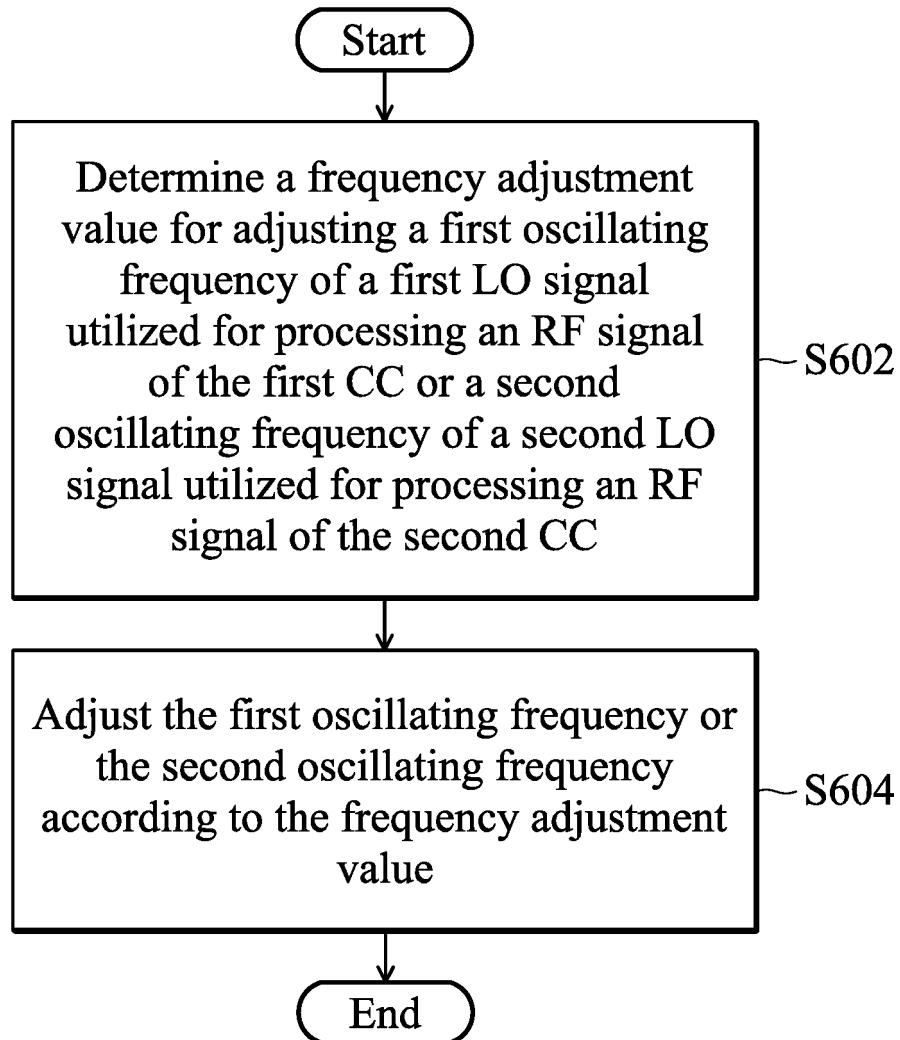 Start
Determine a frequency adjustment
value for adjusting a first oscillating
frequency of a first LO signal
utilized for processing an RF signal
of the first CC or a second
oscillating frequency of a second LO
signal utilized for processing an RF
signal of the second CC
S602
Adjust the first oscillating frequency or
the second oscillating frequency
according to the frequency adjustment
value
S604
End